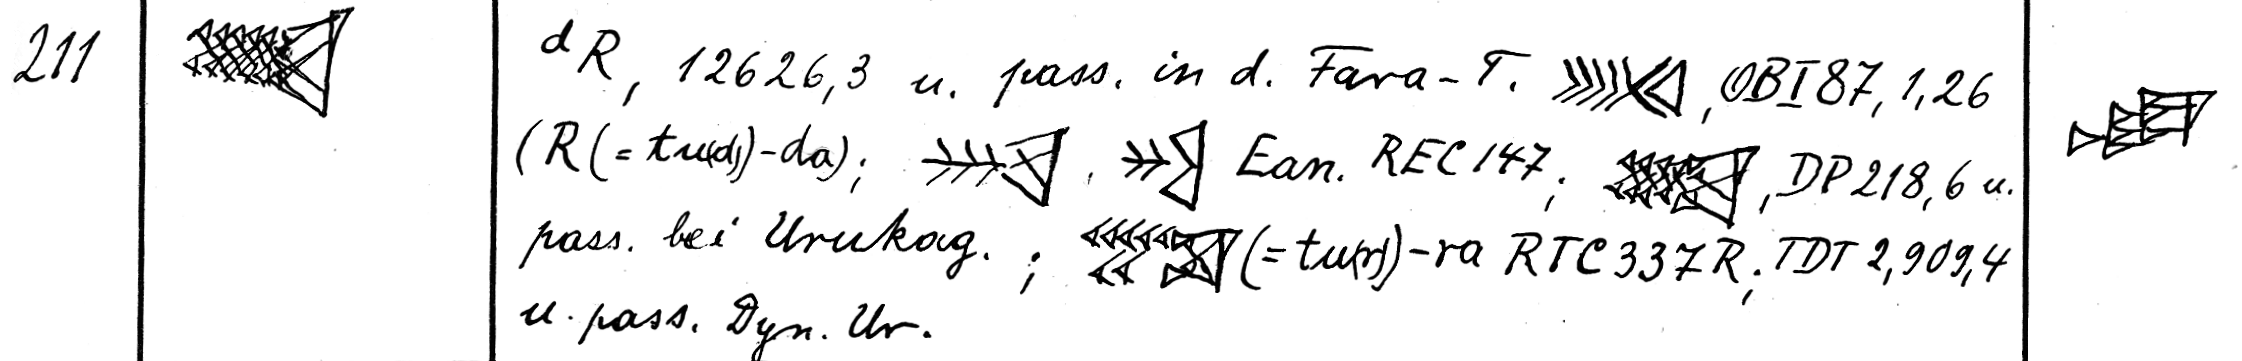 211 ᵈR, 12626,3 u. pass. in d. Fara-T. , OBI 87, 1, 26
(R (= tu(d))-da); , Ean. REC 147; , DP 218, 6 u.
pass. bei Urukag. ; (= tu(r))-ra RTC 337 R; TDT 2, 909, 4
u. pass. Dyn. Ur.